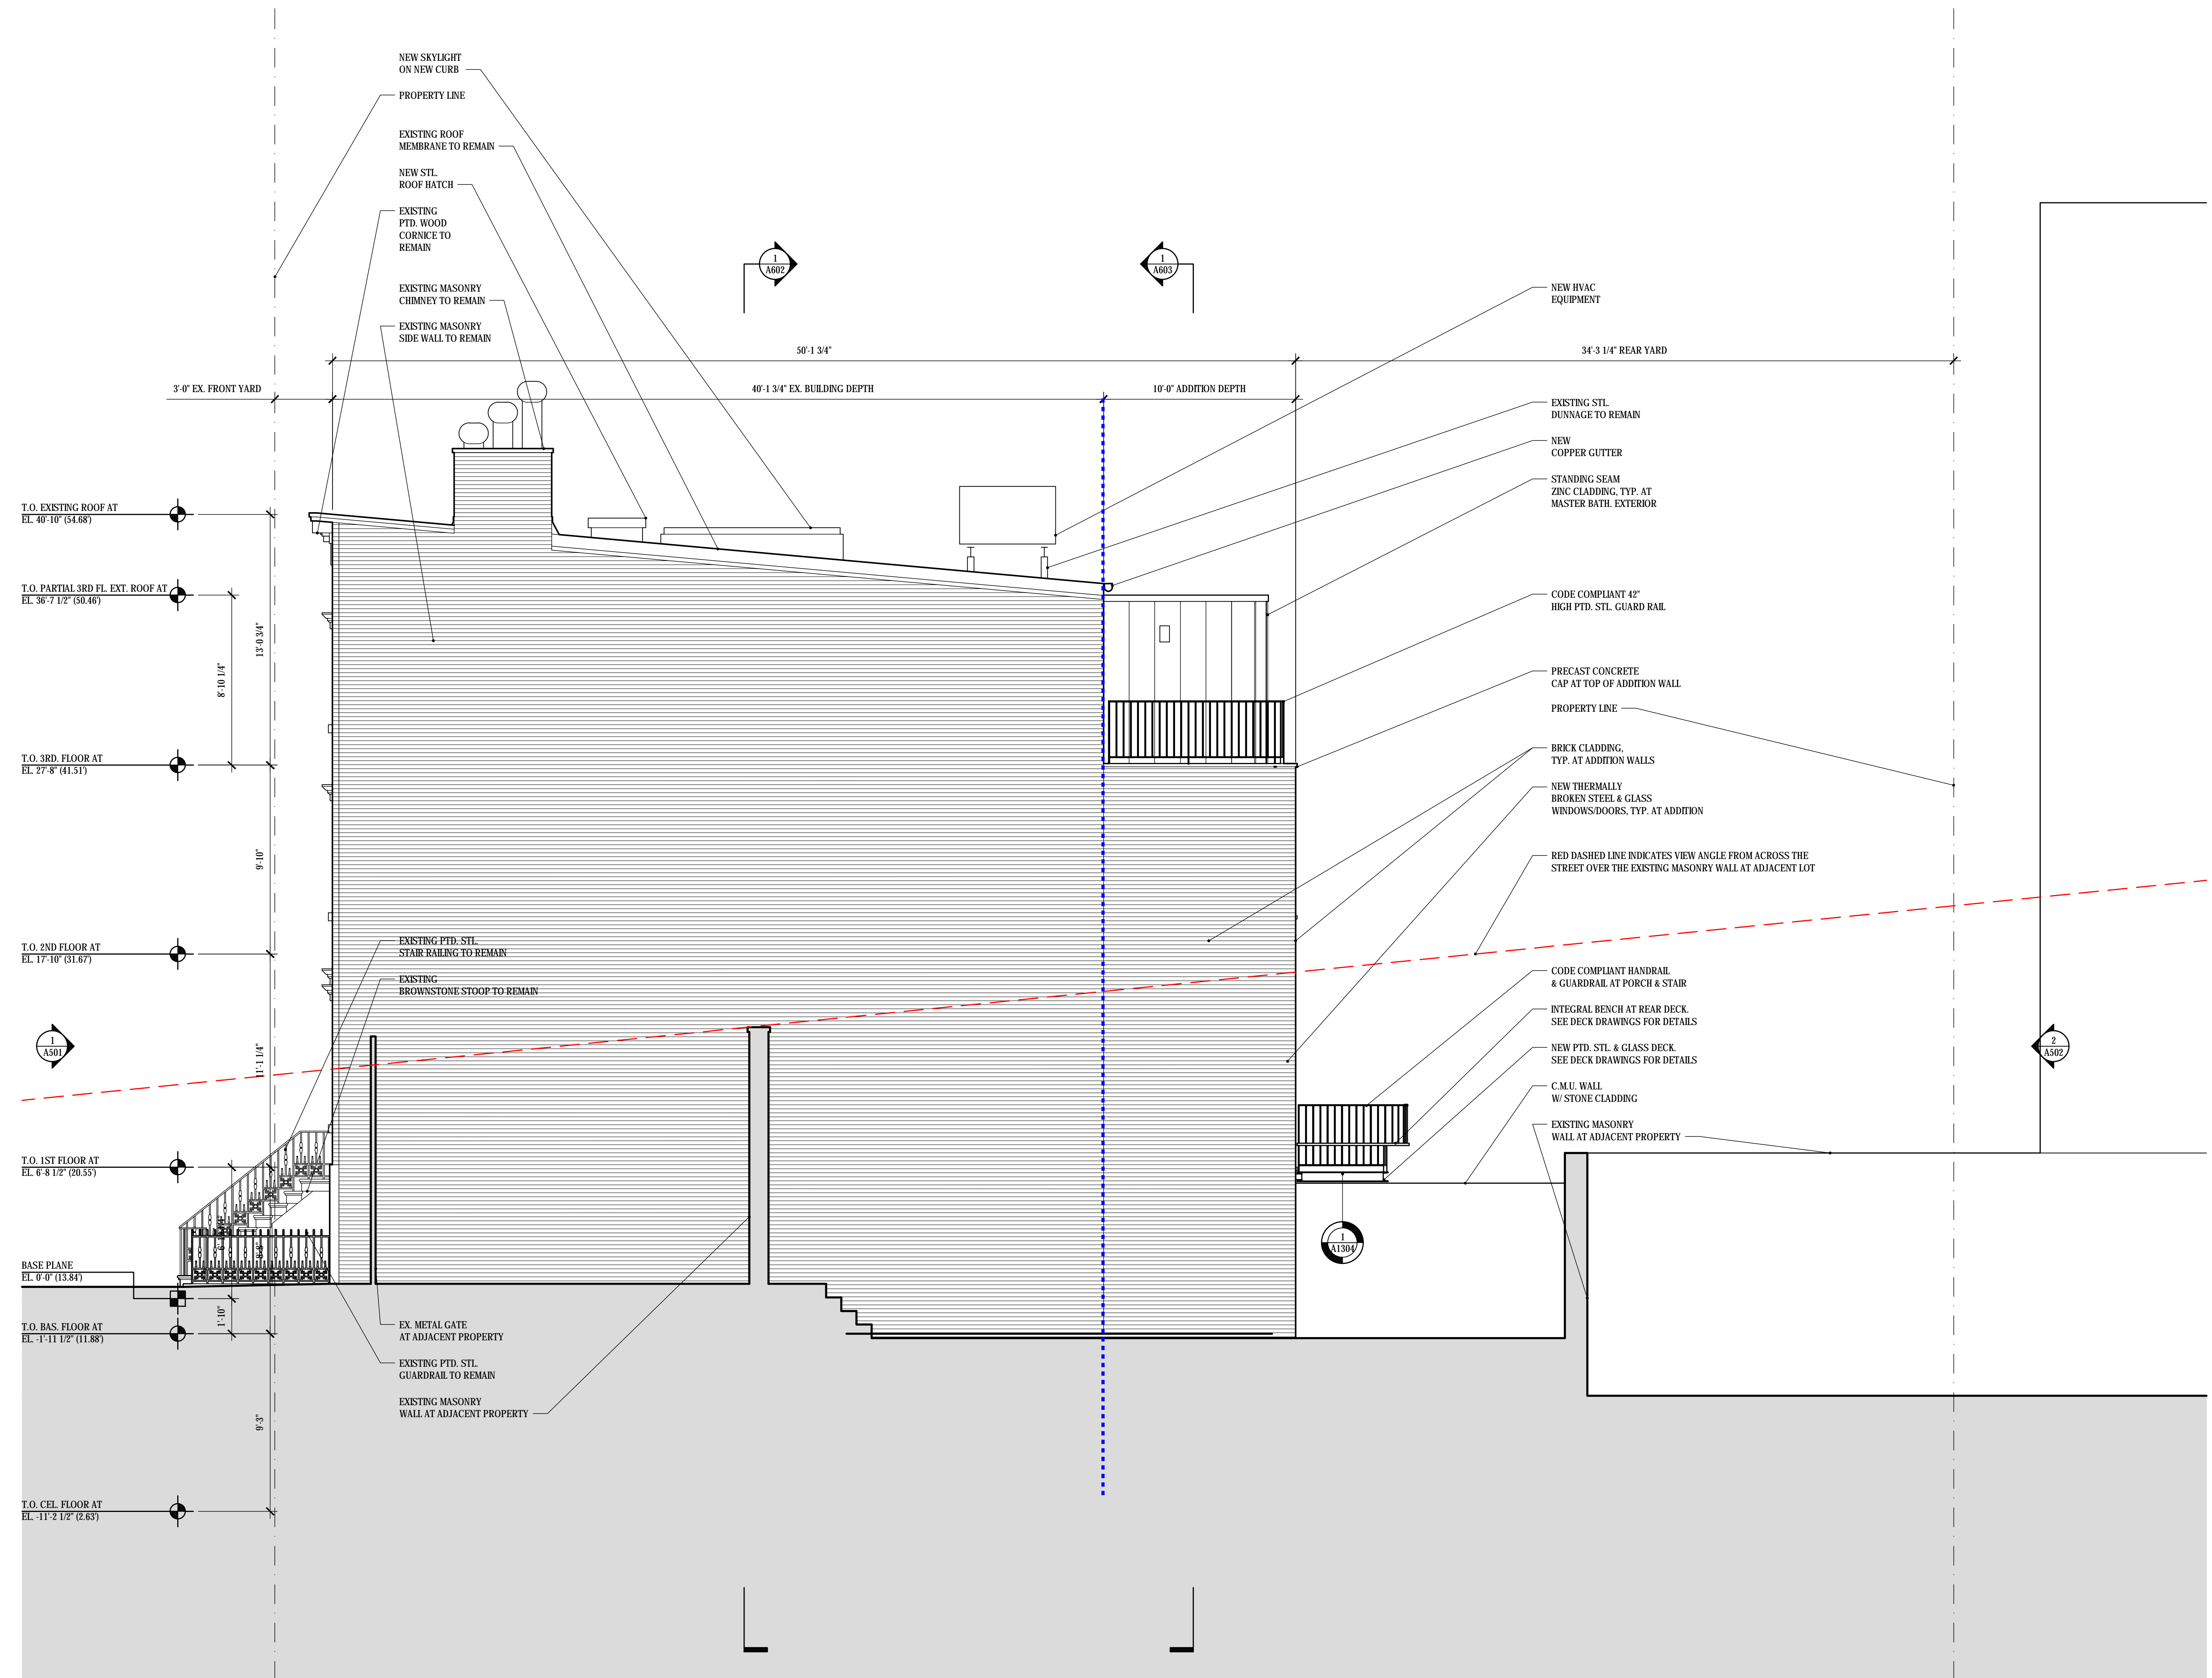 NEW SKYLIGHT
ON NEW CURB
PROPERTY LINE
EXISTING ROOF
MEMBRANE TO REMAIN
NEW STL.
ROOF HATCH
EXISTING
PTD. WOOD
CORNICE TO
REMAIN
EXISTING MASONRY
CHIMNEY TO REMAIN
EXISTING MASONRY
SIDE WALL TO REMAIN
1
A602
1
A603
NEW HVAC
EQUIPMENT
50'-1 3/4"
34'-3 1/4" REAR YARD
3'-0" EX. FRONT YARD
40'-1 3/4" EX. BUILDING DEPTH
10'-0" ADDITION DEPTH
EXISTING STL.
DUNNAGE TO REMAIN
NEW
COPPER GUTTER
STANDING SEAM
ZINC CLADDING, TYP. AT
MASTER BATH. EXTERIOR
T.O. EXISTING ROOF AT
EL. 40'-10" (54.68')
T.O. PARTIAL 3RD FL. EXT. ROOF AT
EL. 36'-7 1/2" (50.46')
CODE COMPLIANT 42"
HIGH PTD. STL. GUARD RAIL
13'-0 3/4"
8'-10 1/4"
PRECAST CONCRETE
CAP AT TOP OF ADDITION WALL
PROPERTY LINE
BRICK CLADDING,
TYP. AT ADDITION WALLS
T.O. 3RD. FLOOR AT
EL. 27'-8" (41.51')
NEW THERMALLY
BROKEN STEEL & GLASS
WINDOWS/DOORS, TYP. AT ADDITION
9'-10"
RED DASHED LINE INDICATES VIEW ANGLE FROM ACROSS THE
STREET OVER THE EXISTING MASONRY WALL AT ADJACENT LOT
T.O. 2ND FLOOR AT
EL. 17'-10" (31.67')
EXISTING PTD. STL.
STAIR RAILING TO REMAIN
EXISTING
BROWNSTONE STOOP TO REMAIN
CODE COMPLIANT HANDRAIL
& GUARDRAIL AT PORCH & STAIR
INTEGRAL BENCH AT REAR DECK.
SEE DECK DRAWINGS FOR DETAILS
1
A501
11'-1 1/4"
NEW PTD. STL. & GLASS DECK.
SEE DECK DRAWINGS FOR DETAILS
2
A502
C.M.U. WALL
W/ STONE CLADDING
EXISTING MASONRY
WALL AT ADJACENT PROPERTY
T.O. 1ST FLOOR AT
EL. 6'-8 1/2" (20.55')
8'-8"
1
A1304
BASE PLANE
EL. 0'-0" (13.84')
1'-10"
T.O. BAS. FLOOR AT
EL. -1'-11 1/2" (11.88')
EX. METAL GATE
AT ADJACENT PROPERTY
EXISTING PTD. STL.
GUARDRAIL TO REMAIN
EXISTING MASONRY
WALL AT ADJACENT PROPERTY
9'-3"
T.O. CEL. FLOOR AT
EL. -11'-2 1/2" (2.63')